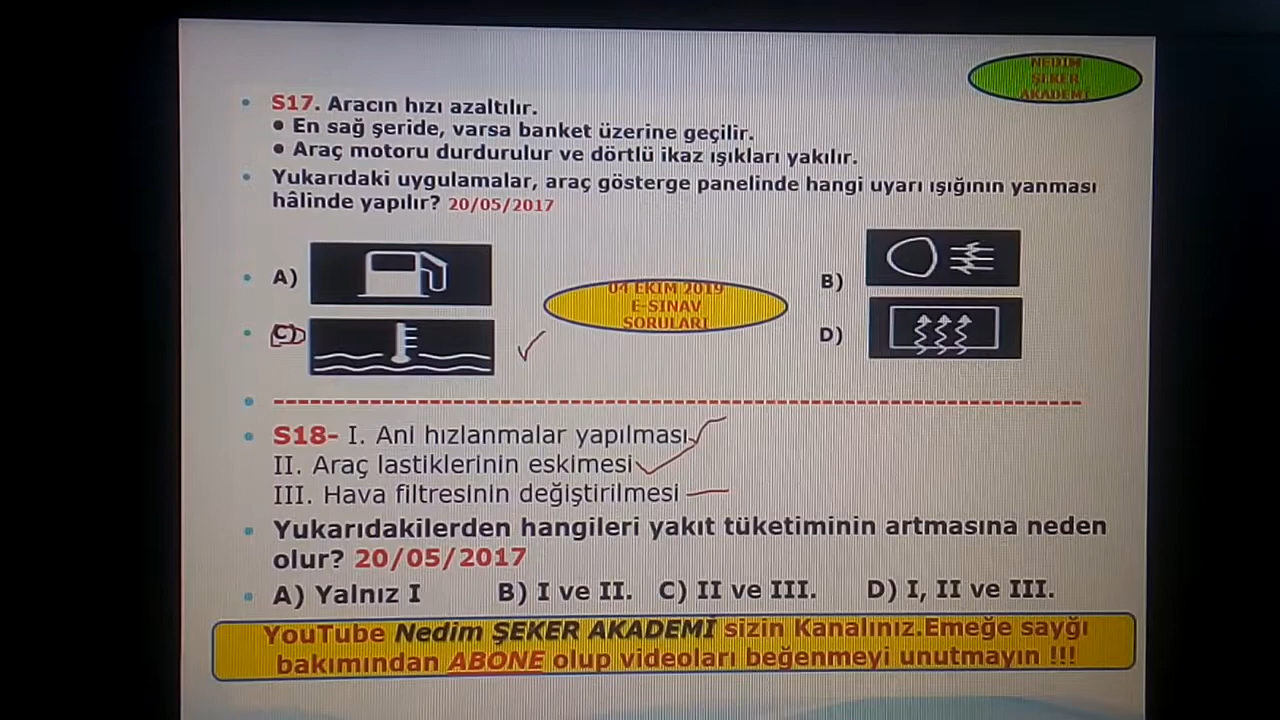 NEDİM
ŞEKER
AKADEMİ
S17. Aracın hızı azaltılır.
• En sağ şeride, varsa banket üzerine geçilir.
• Araç motoru durdurulur ve dörtlü ikaz ışıkları yakılır.
Yukarıdaki uygulamalar, araç gösterge panelinde hangi uyarı ışığının yanması
hâlinde yapılır? 20/05/2017
A)
B)
04 EKİM 2019
E-SINAV
SORULARI
C)
D)
S18- I. Ani hızlanmalar yapılması
II. Araç lastiklerinin eskimesi
III. Hava filtresinin değiştirilmesi
Yukarıdakilerden hangileri yakıt tüketiminin artmasına neden
olur? 20/05/2017
A) Yalnız I B) I ve II. C) II ve III. D) I, II ve III.
YouTube Nedim ŞEKER AKADEMİ sizin Kanalınız.Emeğe saygı
bakımından ABONE olup videoları beğenmeyi unutmayın !!!